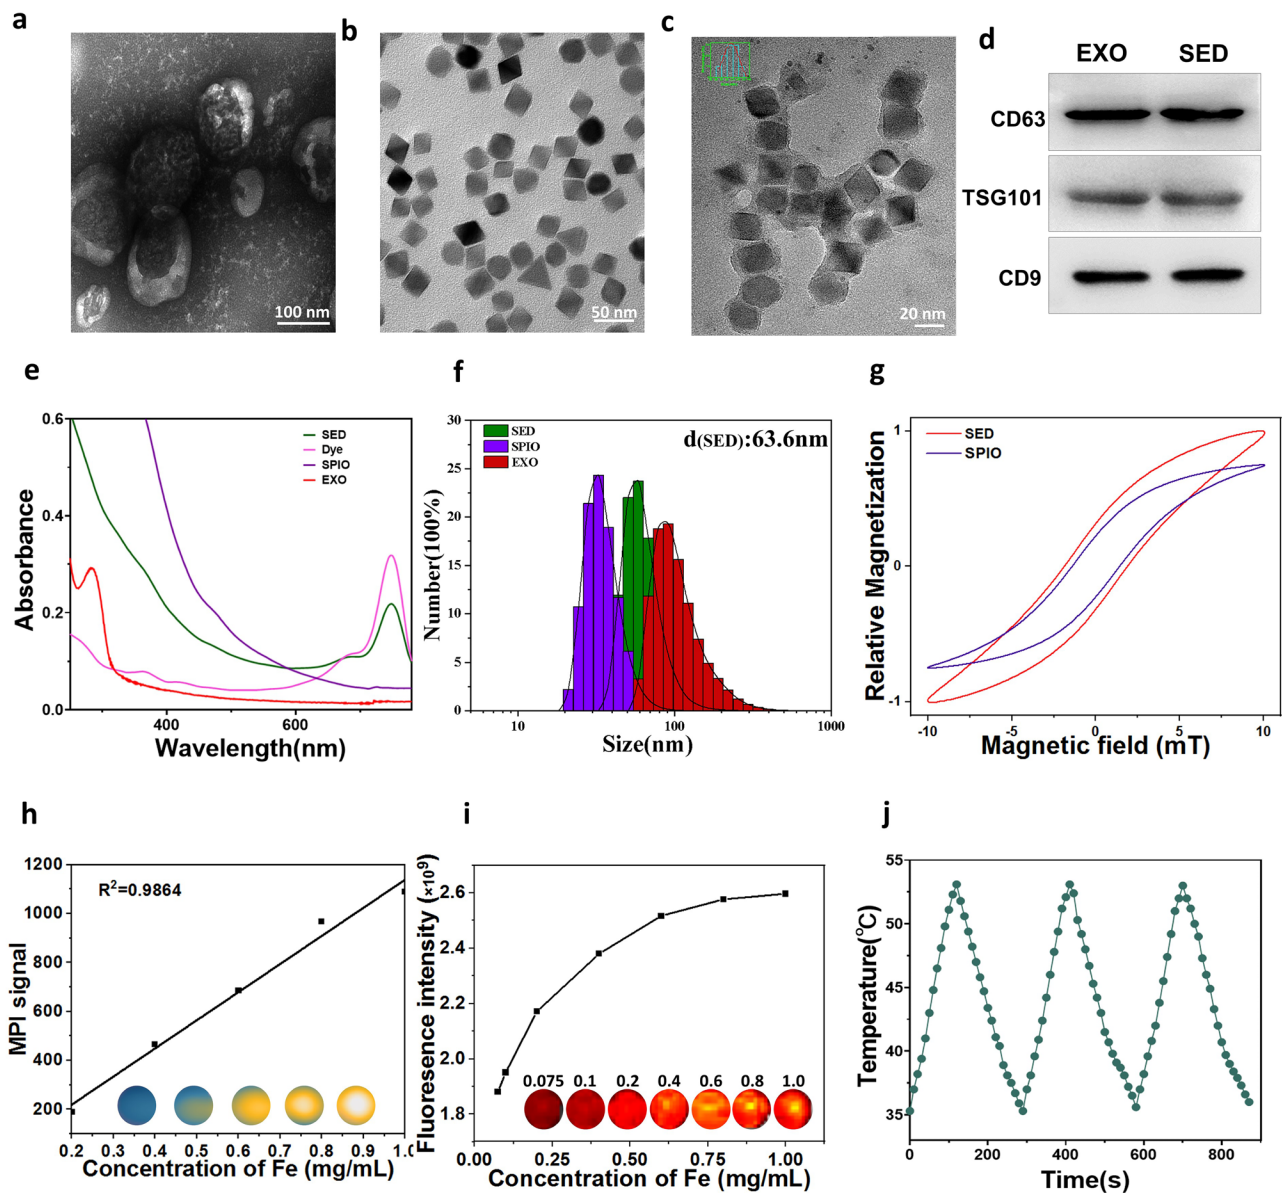 a
b
c
d
100 nm
50 nm
20 nm
EXO SED
CD63
TSG101
CD9
e
0.6
0.4
0.2
0.0
Absorbance
SED
Dye
SPIO
EXO
400 600
Wavelength(nm)
f
30
25
20
15
10
5
0
Number(100%)
SED
SPIO
EXO
d(SED):63.6nm
10 100 1000
Size(nm)
g
1
0
-1
Relative Magnetization
SED
SPIO
-10 -5 0 5 10
Magnetic field (mT)
h
1200
1000
800
600
400
200
MPI signal
R²=0.9864
0.2 0.3 0.4 0.5 0.6 0.7 0.8 0.9 1.0
Concentration of Fe (mg/mL)
i
2.6
2.4
2.2
2.0
1.8
Fluoresence intensity (×10⁹)
0.075 0.1 0.2 0.4 0.6 0.8 1.0
0.00 0.25 0.50 0.75 1.00
Concentration of Fe (mg/mL)
j
55
50
45
40
35
Temperature(°C)
0 200 400 600 800
Time(s)